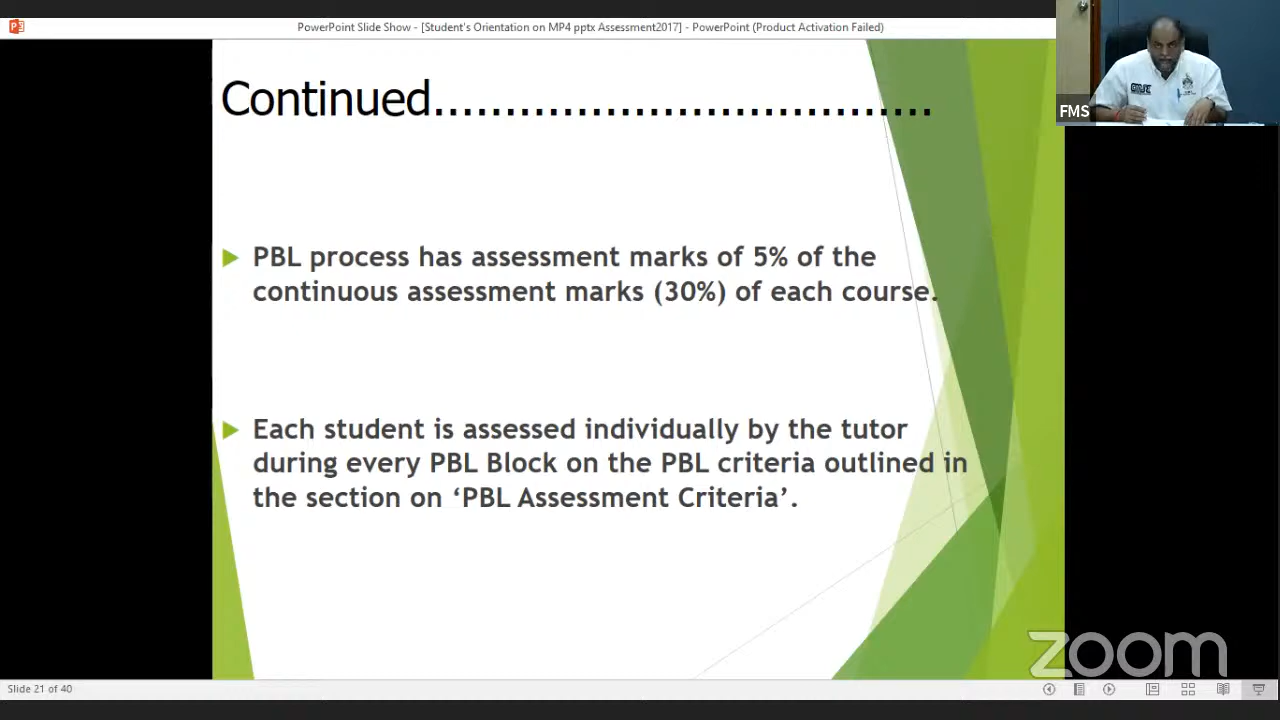 PowerPoint Slide Show - [Student's Orientation on MP4 pptx Assessment2017] - PowerPoint (Product Activation Failed)
Continued...................................
FMS
PBL process has assessment marks of 5% of the
continuous assessment marks (30%) of each course.
Each student is assessed individually by the tutor
during every PBL Block on the PBL criteria outlined in
the section on ‘PBL Assessment Criteria’.
zoom
Slide 21 of 40